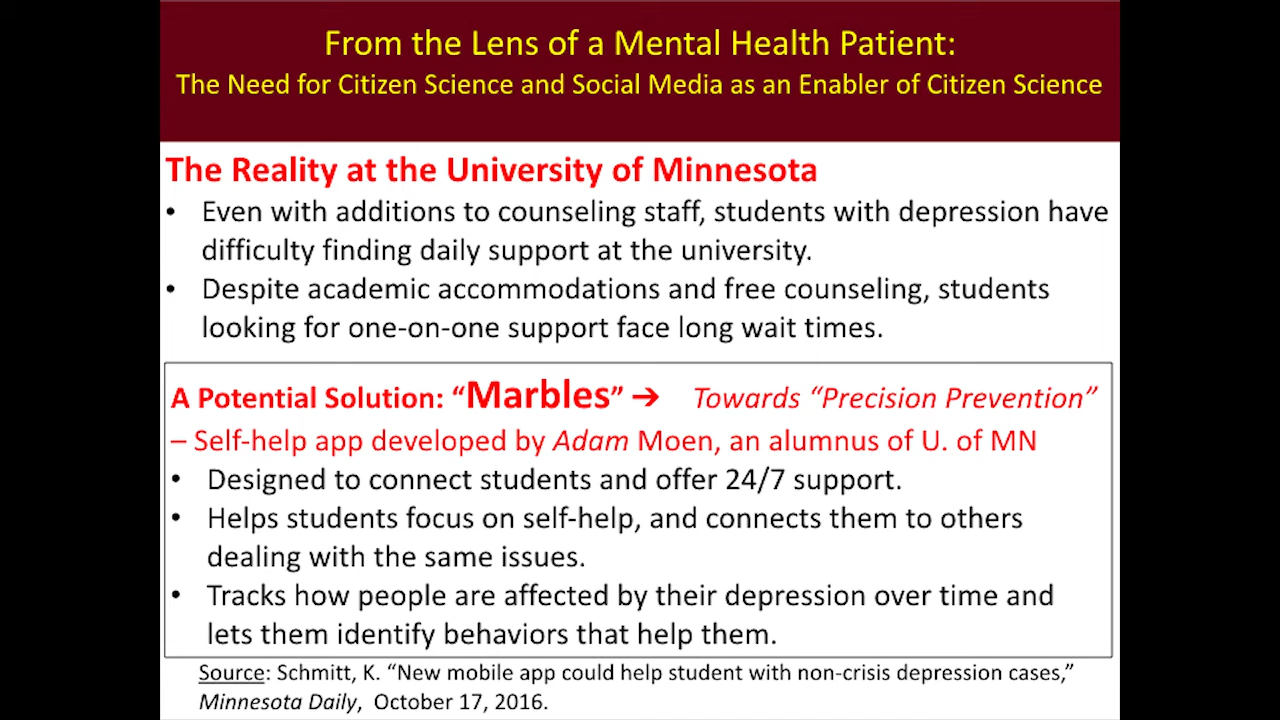 From the Lens of a Mental Health Patient:
The Need for Citizen Science and Social Media as an Enabler of Citizen Science
The Reality at the University of Minnesota
• Even with additions to counseling staff, students with depression have
difficulty finding daily support at the university.
• Despite academic accommodations and free counseling, students
looking for one-on-one support face long wait times.
A Potential Solution: “Marbles” ➔ Towards “Precision Prevention”
– Self-help app developed by Adam Moen, an alumnus of U. of MN
• Designed to connect students and offer 24/7 support.
• Helps students focus on self-help, and connects them to others
dealing with the same issues.
• Tracks how people are affected by their depression over time and
lets them identify behaviors that help them.
Source: Schmitt, K. “New mobile app could help student with non-crisis depression cases,”
Minnesota Daily, October 17, 2016.